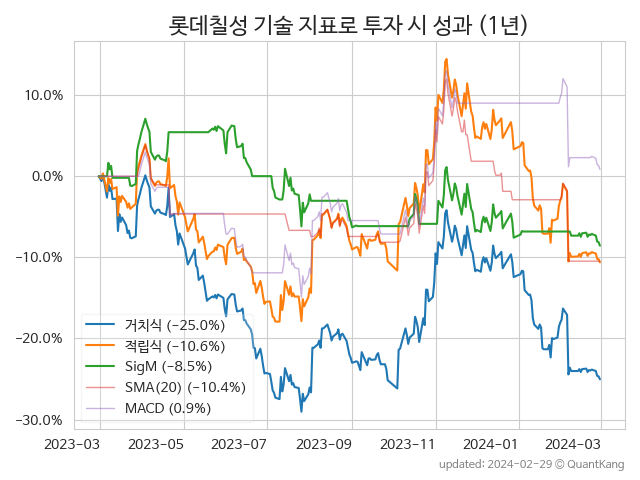 롯데칠성 기술 지표로 투자 시 성과 (1년)
10.0%
0.0%
−10.0%
−20.0%
−30.0%
거치식 (−25.0%)
적립식 (−10.6%)
SigM (−8.5%)
SMA(20) (−10.4%)
MACD (0.9%)
2023-03 2023-05 2023-07 2023-09 2023-11 2024-01 2024-03
updated: 2024-02-29 ⓒ QuantKang